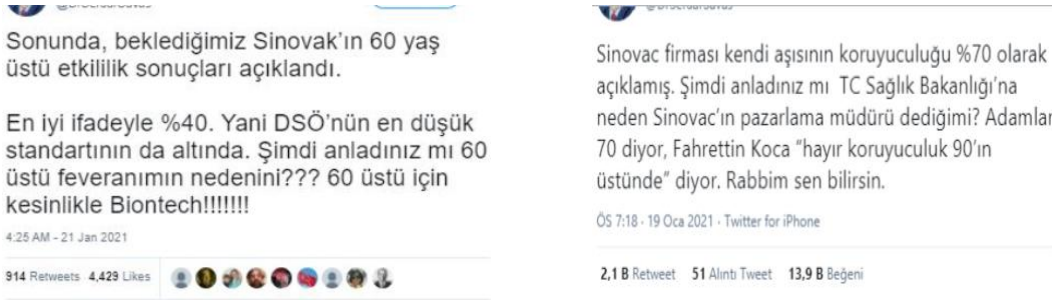 Sonunda, beklediğimiz Sinovak’ın 60 yaş
üstü etkililik sonuçları açıklandı.
En iyi ifadeyle %40. Yani DSÖ’nün en düşük
standartının da altında. Şimdi anladınız mı 60
üstü feveranımın nedenini??? 60 üstü için
kesinlikle Biontech!!!!!!!
4:25 AM - 21 Jan 2021
914 Retweets 4,429 Likes
Sinovac firması kendi aşısının koruyuculuğu %70 olarak
açıklamış. Şimdi anladınız mı TC Sağlık Bakanlığı’na
neden Sinovac’ın pazarlama müdürü dediğimi? Adamlar
70 diyor, Fahrettin Koca “hayır koruyuculuk 90’ın
üstünde” diyor. Rabbim sen bilirsin.
ÖS 7:18 · 19 Oca 2021 · Twitter for iPhone
2,1 B Retweet 51 Alıntı Tweet 13,9 B Beğeni